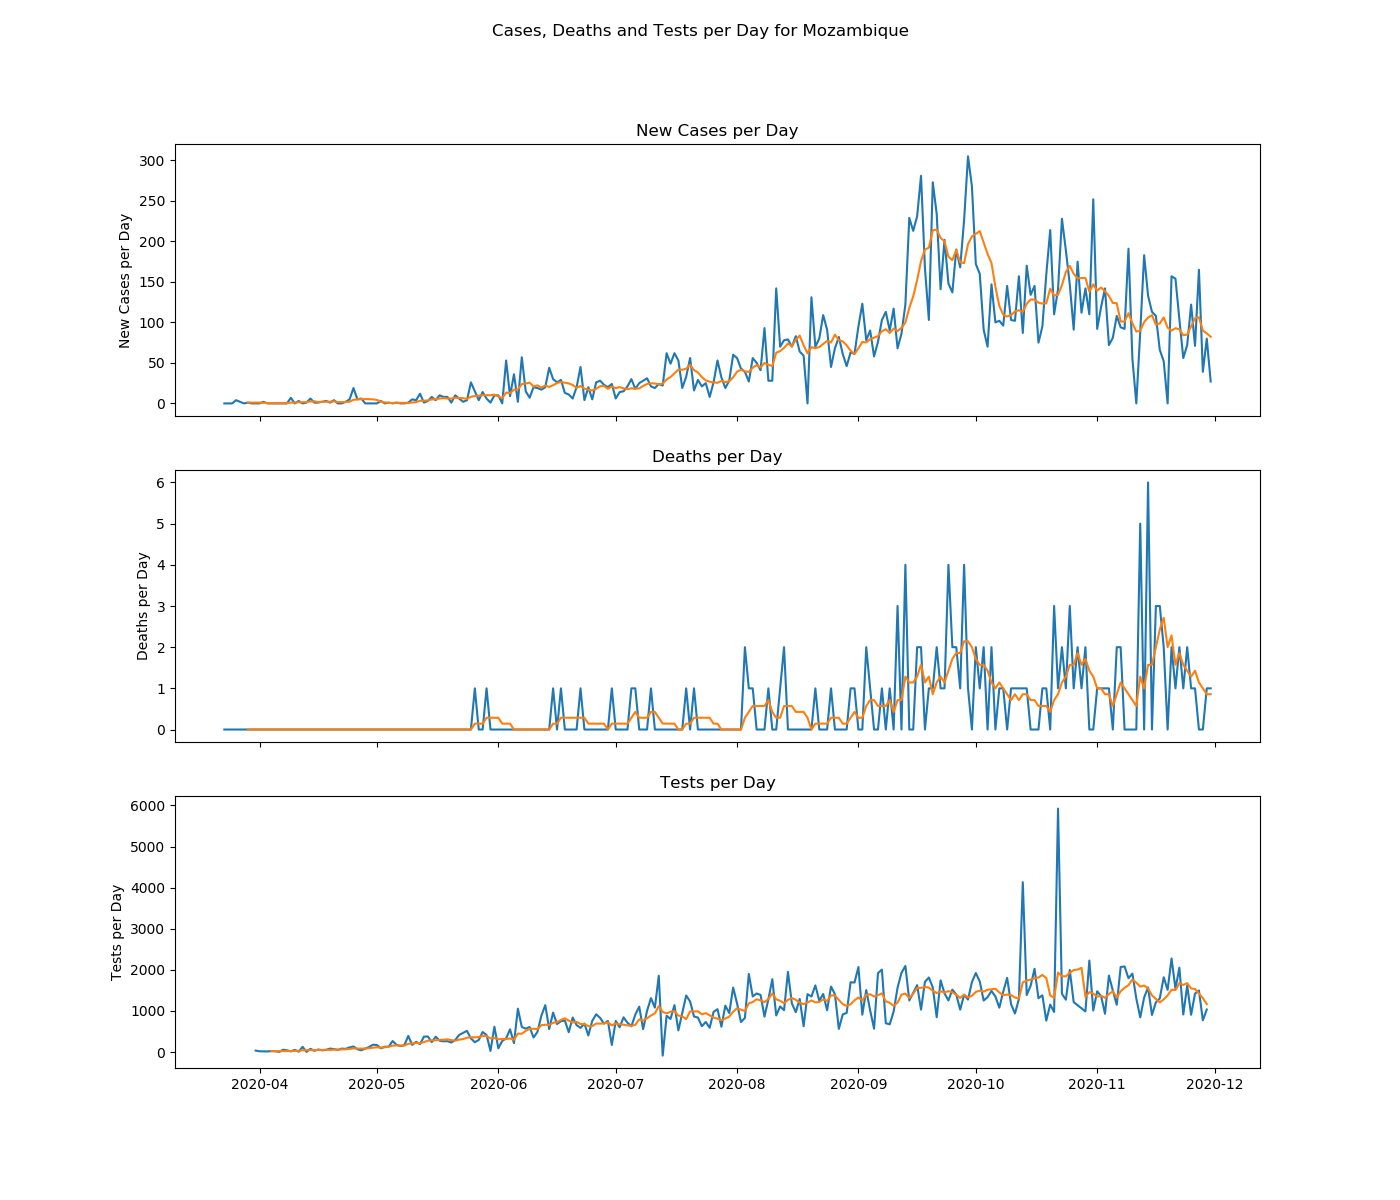 Cases, Deaths and Tests per Day for Mozambique
New Cases per Day
300
250
200
150
100
50
0
New Cases per Day
Deaths per Day
6
5
4
3
2
1
0
Deaths per Day
Tests per Day
6000
5000
4000
3000
2000
1000
0
Tests per Day
2020-04 2020-05 2020-06 2020-07 2020-08 2020-09 2020-10 2020-11 2020-12